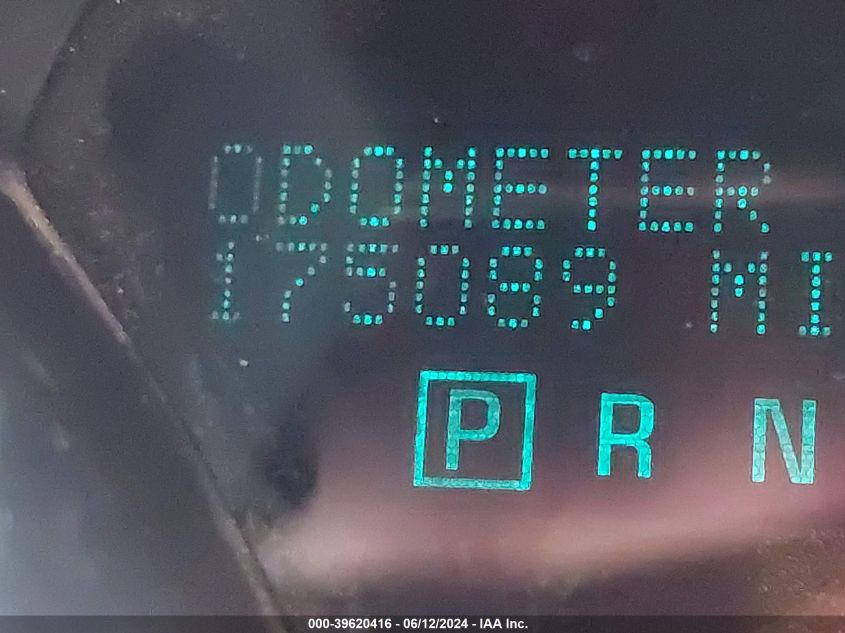 ODOMETER
175089 MI
P R N
000-39620416 - 06/12/2024 - IAA Inc.